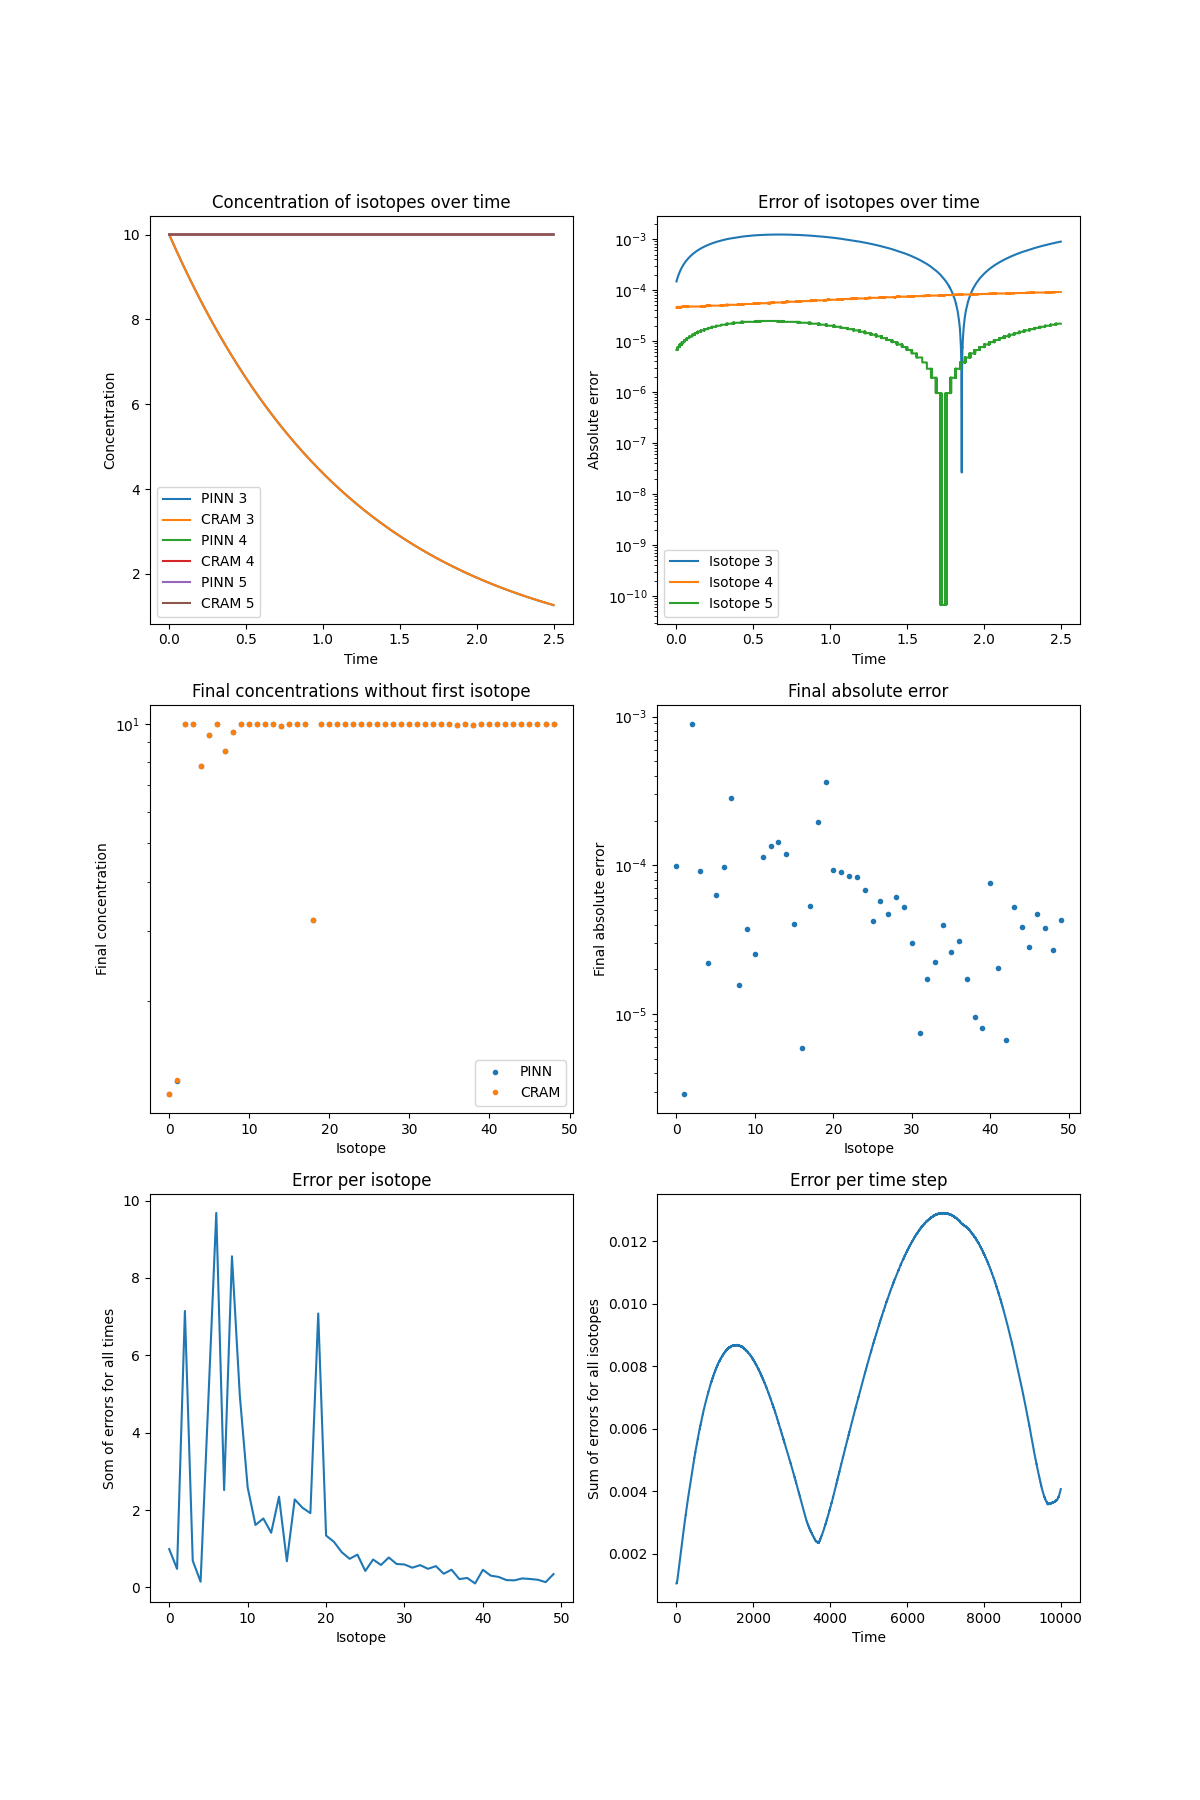 Concentration of isotopes over time
10
8
6
4
2
Concentration
PINN 3
CRAM 3
PINN 4
CRAM 4
PINN 5
CRAM 5
0.0 0.5 1.0 1.5 2.0 2.5
Time
Error of isotopes over time
10⁻³
10⁻⁴
10⁻⁵
10⁻⁶
10⁻⁷
10⁻⁸
10⁻⁹
10⁻¹⁰
Absolute error
Isotope 3
Isotope 4
Isotope 5
0.0 0.5 1.0 1.5 2.0 2.5
Time
Final concentrations without first isotope
10¹
Final concentration
PINN
CRAM
0 10 20 30 40 50
Isotope
Final absolute error
10⁻³
10⁻⁴
10⁻⁵
Final absolute error
0 10 20 30 40 50
Isotope
Error per isotope
10
8
6
4
2
0
Som of errors for all times
0 10 20 30 40 50
Isotope
Error per time step
0.012
0.010
0.008
0.006
0.004
0.002
Sum of errors for all isotopes
0 2000 4000 6000 8000 10000
Time